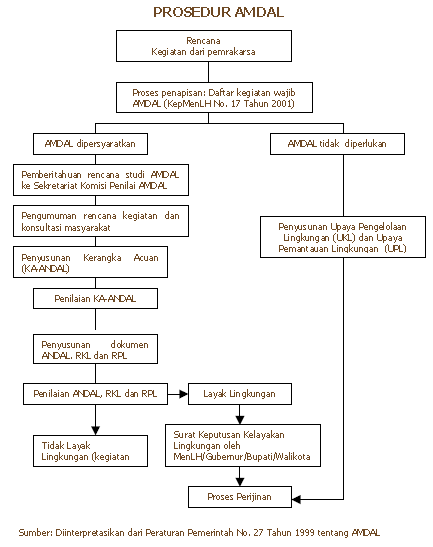 PROSEDUR AMDAL
Rencana
Kegiatan dari pemrakarsa
Proses penapisan: Daftar kegiatan wajib
AMDAL (KepMenLH No. 17 Tahun 2001)
AMDAL dipersyaratkan
AMDAL tidak diperlukan
Pemberitahuan rencana studi AMDAL
ke Sekretariat Komisi Penilai AMDAL
Pengumuman rencana kegiatan dan
konsultasi masyarakat
Penyusunan Upaya Pengelolaan
Lingkungan (UKL) dan Upaya
Pemantauan Lingkungan (UPL)
Penyusunan Kerangka Acuan
(KA-ANDAL)
Penilaian KA-ANDAL
Penyusunan dokumen
ANDAL, RKL dan RPL
Penilaian ANDAL, RKL dan RPL
Layak Lingkungan
Tidak Layak
Lingkungan (kegiatan
Surat Keputusan Kelayakan
Lingkungan oleh
MenLH/Gubernur/Bupati/Walikota
Proses Perijinan
Sumber: Diinterpretasikan dari Peraturan Pemerintah No. 27 Tahun 1999 tentang AMDAL